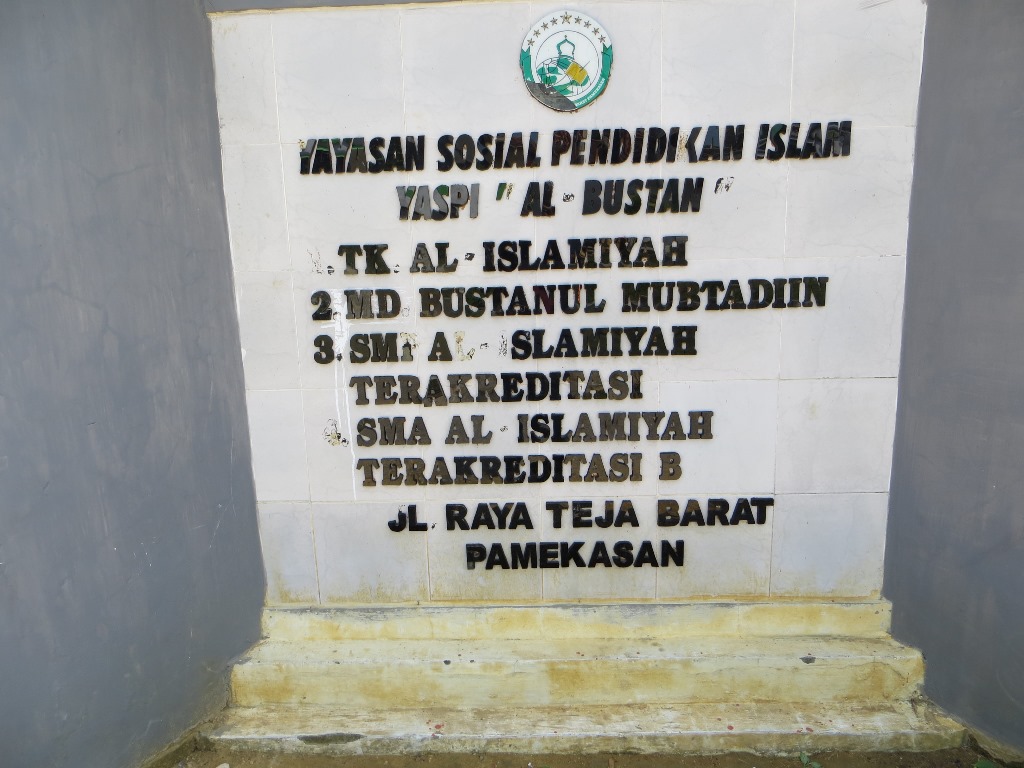 YAYASAN SOSIAL PENDIDIKAN ISLAM
YASPI " AL - BUSTAN "
1. TK. AL - ISLAMIYAH
2. MD. BUSTANUL MUBTADIIN
3. SMP AL - ISLAMIYAH
TERAKREDITASI
SMA AL - ISLAMIYAH
TERAKREDITASI B
JL. RAYA TEJA BARAT
PAMEKASAN